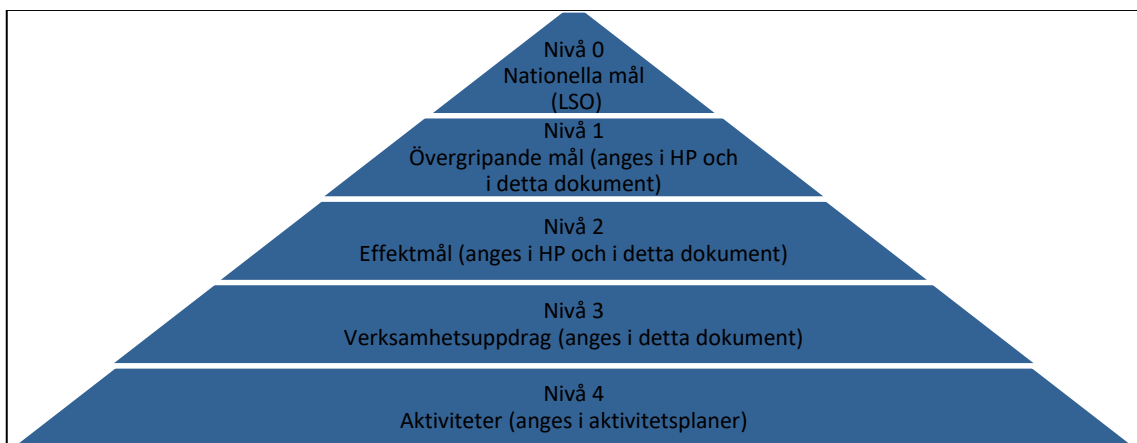 Nivå 0
Nationella mål
(LSO)
Nivå 1
Övergripande mål (anges i HP och
i detta dokument)
Nivå 2
Effektmål (anges i HP och i detta dokument)
Nivå 3
Verksamhetsuppdrag (anges i detta dokument)
Nivå 4
Aktiviteter (anges i aktivitetsplaner)